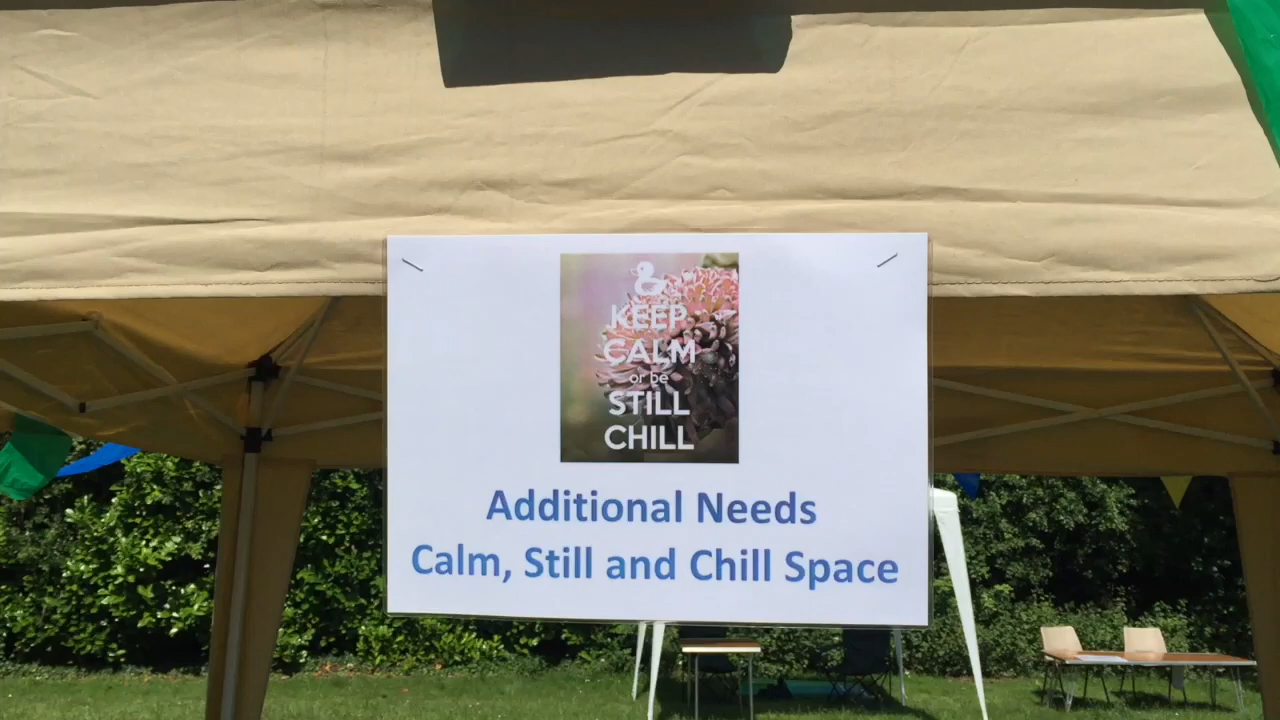 KEEP
CALM
or be
STILL
CHILL
Additional Needs
Calm, Still and Chill Space